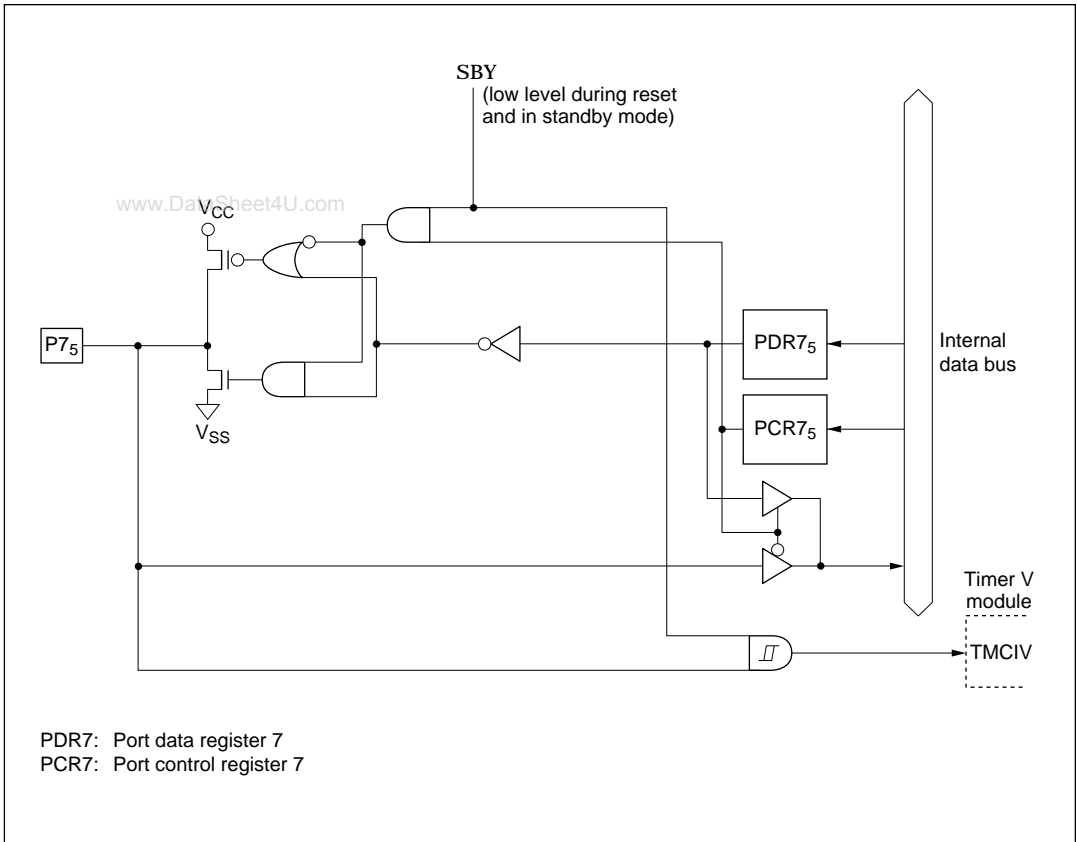 SBY
(low level during reset
and in standby mode)
www.DataSheet4U.com
VCC
P75
PDR75
Internal
data bus
PCR75
VSS
Timer V
module
TMCIV
PDR7: Port data register 7
PCR7: Port control register 7